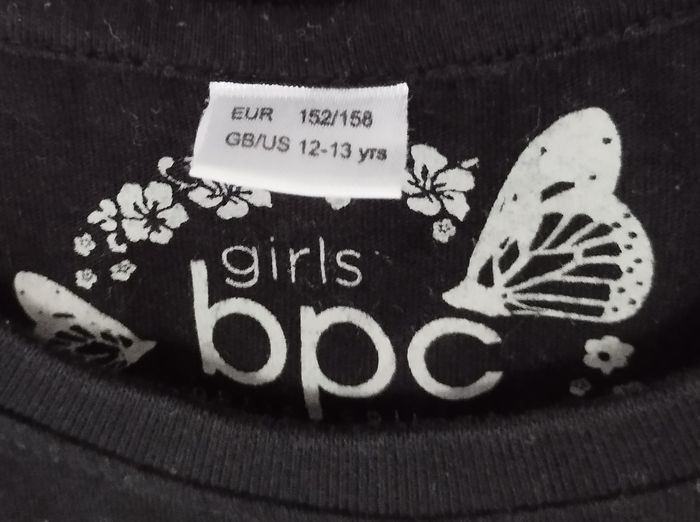 EUR 152/158
GB/US 12-13 yrs
girls
bpc